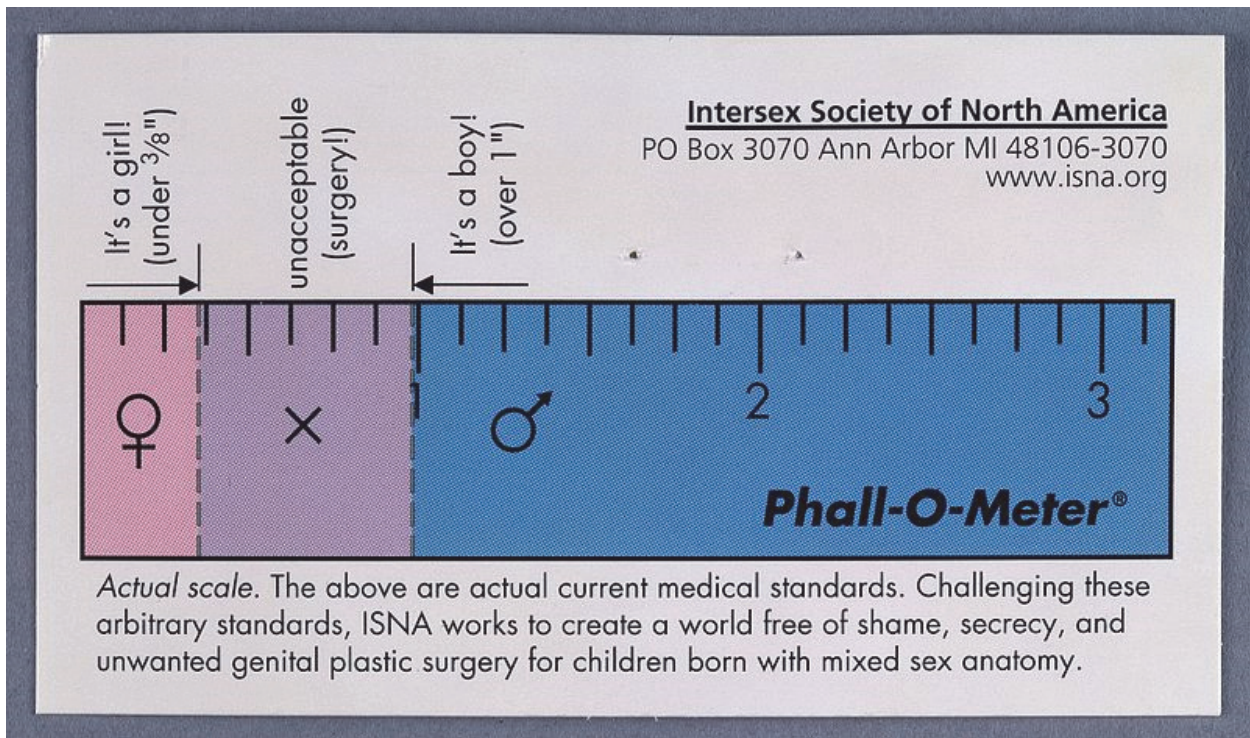 It's a girl!
(under 3/8")
unacceptable
(surgery!)
It's a boy!
(over 1")
Intersex Society of North America
PO Box 3070 Ann Arbor MI 48106-3070
www.isna.org
♀ × ♂
1 2 3
Phall-O-Meter®
Actual scale. The above are actual current medical standards. Challenging these
arbitrary standards, ISNA works to create a world free of shame, secrecy, and
unwanted genital plastic surgery for children born with mixed sex anatomy.